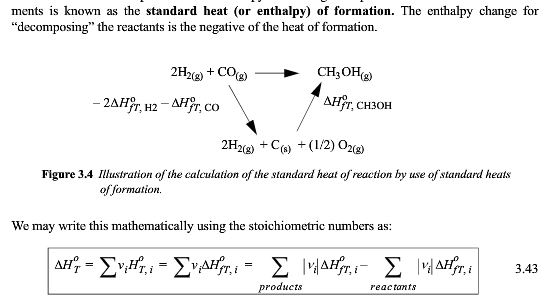 ments is known as the standard heat (or enthalpy) of formation. The enthalpy change for
“decomposing” the reactants is the negative of the heat of formation.
2H2(g) + CO(g) CH3OH(g)
– 2ΔH°fT, H2 – ΔH°fT, CO ΔH°fT, CH3OH
2H2(g) + C(s) + (1/2) O2(g)
Figure 3.4 Illustration of the calculation of the standard heat of reaction by use of standard heats
of formation.
We may write this mathematically using the stoichiometric numbers as:
ΔH°T = ∑νiH°T, i = ∑νiΔH°fT, i = ∑ |νi|ΔH°fT, i – ∑ |νi|ΔH°fT, i 3.43
products reactants